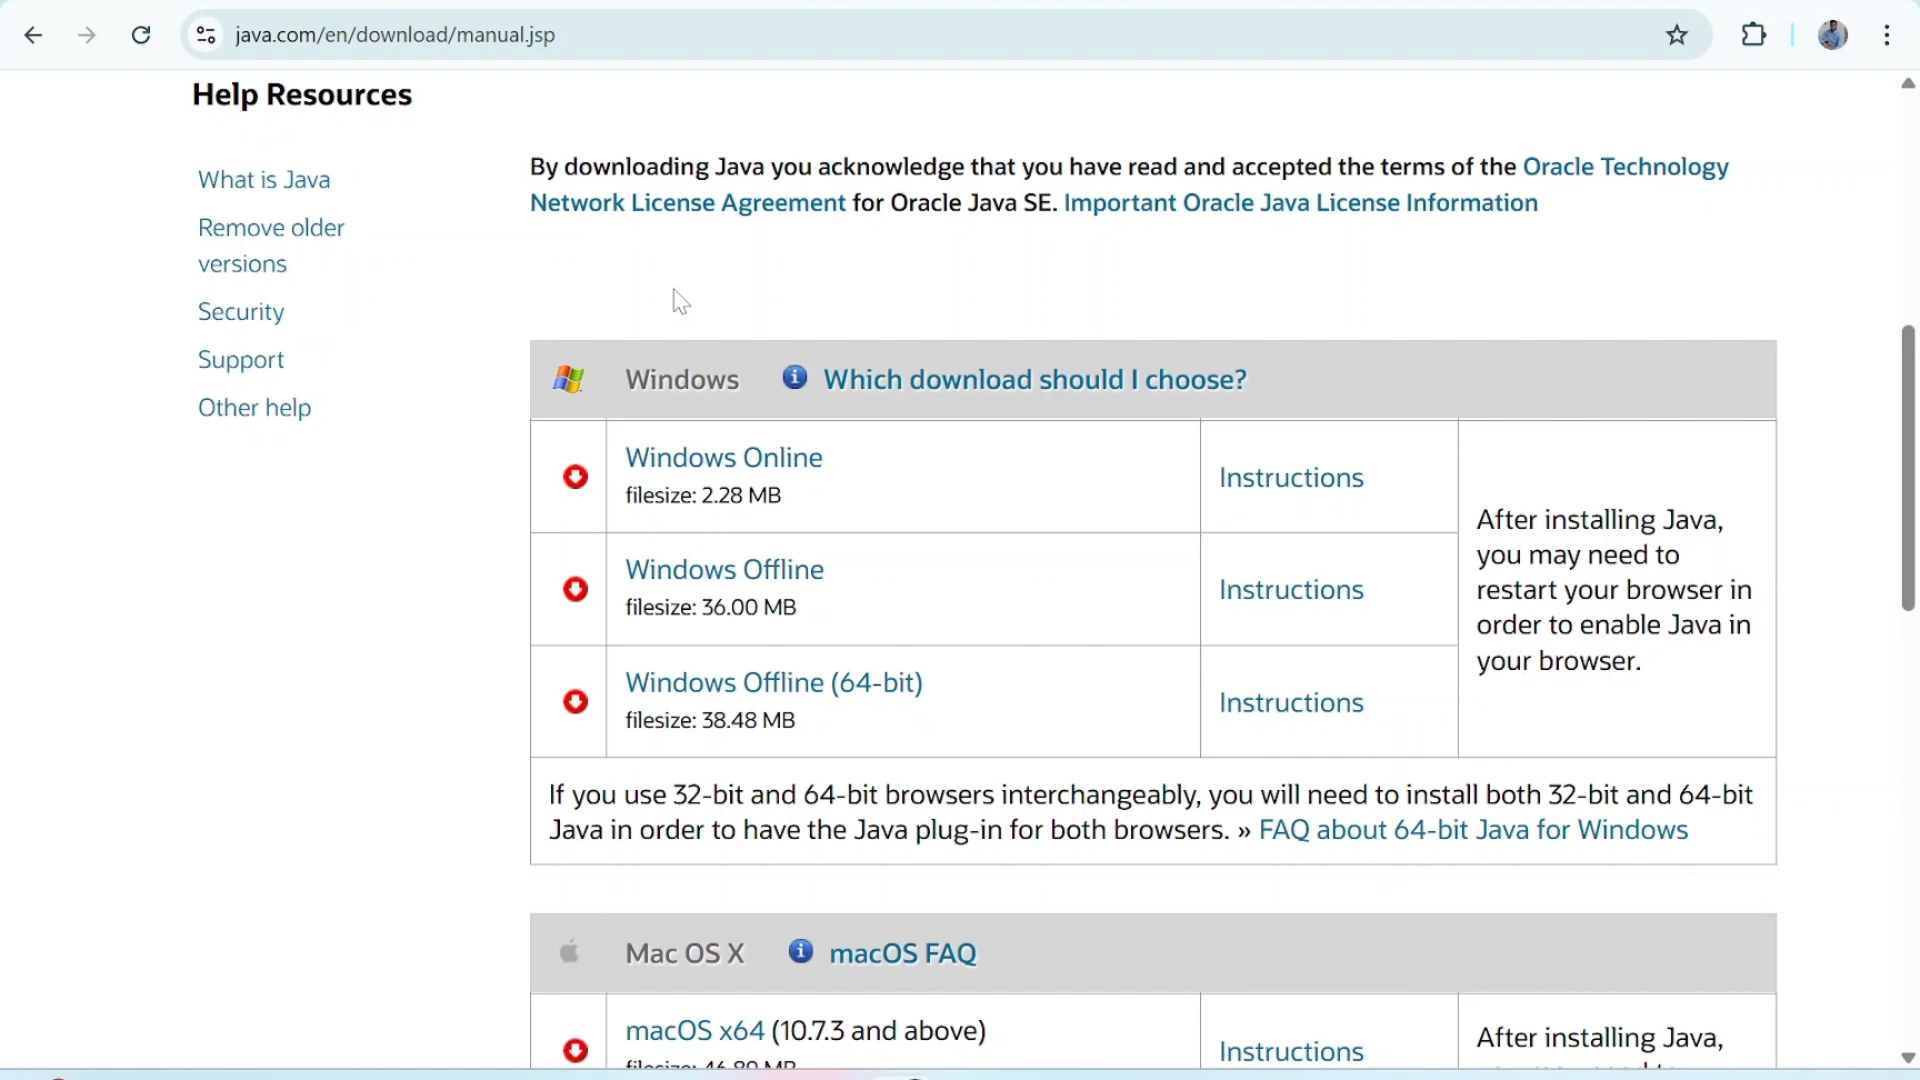 java.com/en/download/manual.jsp
Help Resources
What is Java
Remove older
versions
Security
Support
Other help
By downloading Java you acknowledge that you have read and accepted the terms of the Oracle Technology
Network License Agreement for Oracle Java SE. Important Oracle Java License Information
Windows Which download should I choose?
Windows Online
filesize: 2.28 MB
Instructions
Windows Offline
filesize: 36.00 MB
Instructions
Windows Offline (64-bit)
filesize: 38.48 MB
Instructions
After installing Java,
you may need to
restart your browser in
order to enable Java in
your browser.
If you use 32-bit and 64-bit browsers interchangeably, you will need to install both 32-bit and 64-bit
Java in order to have the Java plug-in for both browsers. » FAQ about 64-bit Java for Windows
Mac OS X macOS FAQ
macOS x64 (10.7.3 and above)
filesize: 46.89 MB
Instructions
After installing Java,